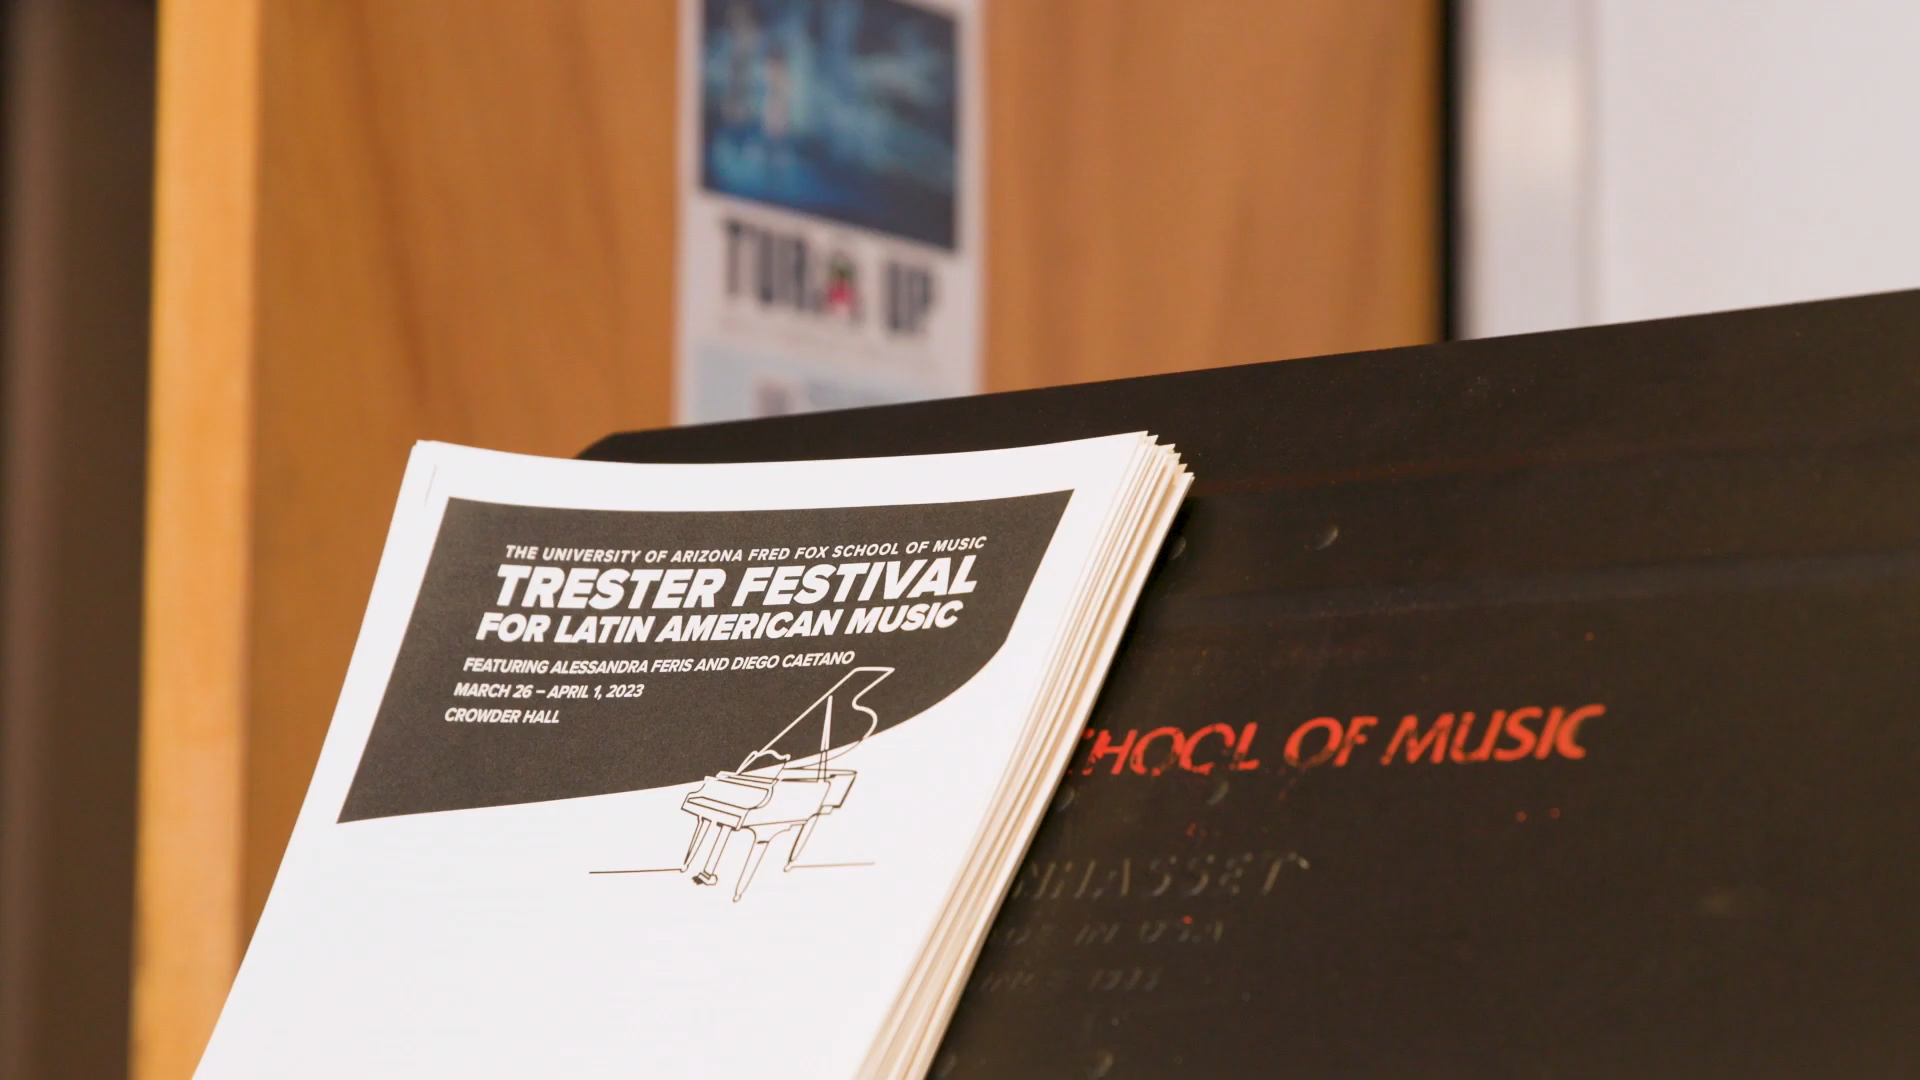 TURN UP
THE UNIVERSITY OF ARIZONA FRED FOX SCHOOL OF MUSIC
TRESTER FESTIVAL
FOR LATIN AMERICAN MUSIC
FEATURING ALESSANDRA FERIS AND DIEGO CAETANO
MARCH 26 – APRIL 1, 2023
CROWDER HALL
CHOOL OF MUSIC